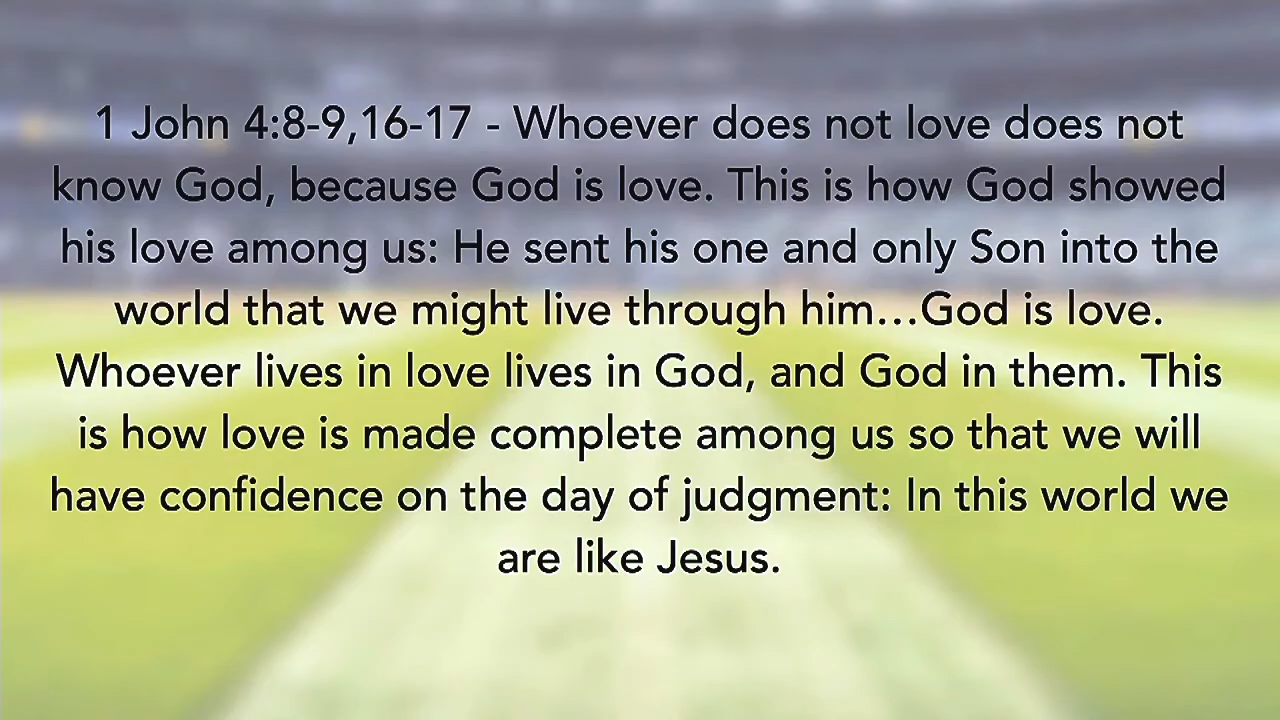 1 John 4:8-9,16-17 - Whoever does not love does not
know God, because God is love. This is how God showed
his love among us: He sent his one and only Son into the
world that we might live through him...God is love.
Whoever lives in love lives in God, and God in them. This
is how love is made complete among us so that we will
have confidence on the day of judgment: In this world we
are like Jesus.